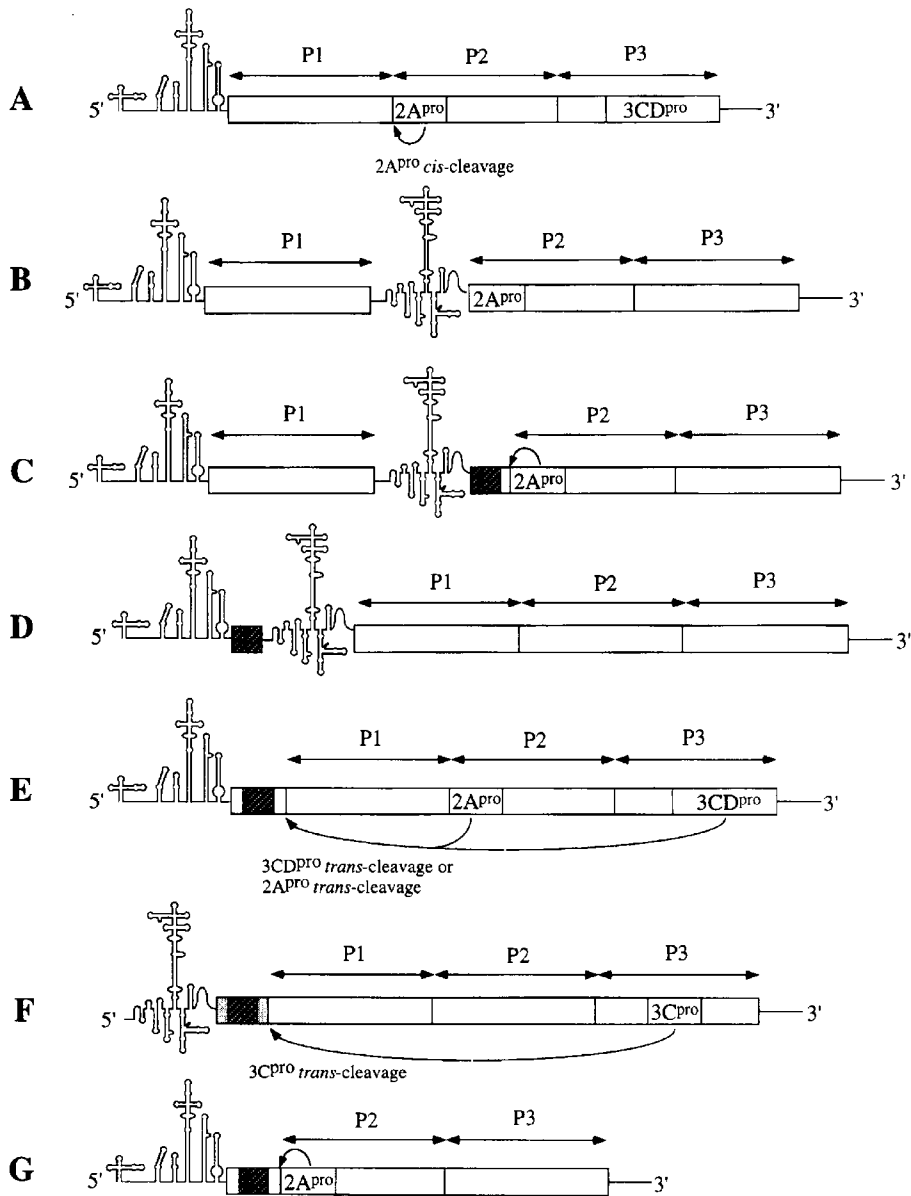 P1 P2 P3
A 5' 2Apro 3CDpro 3'
2Apro cis-cleavage
P1 P2 P3
B 5' 2Apro 3'
P1 P2 P3
C 5' 2Apro 3'
P1 P2 P3
D 5' 3'
P1 P2 P3
E 5' 2Apro 3CDpro 3'
3CDpro trans-cleavage or
2Apro trans-cleavage
P1 P2 P3
F 5' 3Cpro 3'
3Cpro trans-cleavage
P2 P3
G 5' 2Apro 3'